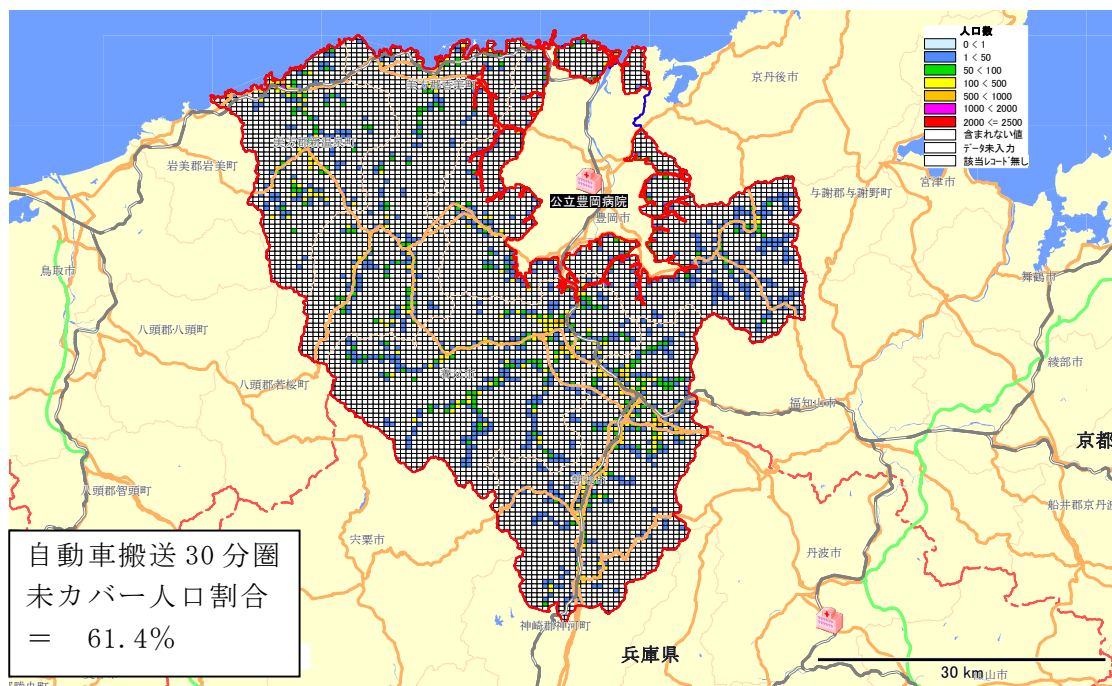 人口数
0 < 1
1 < 50
50 < 100
100 < 500
500 < 1000
1000 < 2000
2000 <= 2500
含まれない値
データ未入力
該当レコード無し
京丹後市
岩美郡岩美町
与謝郡与謝野町
宮津市
公立豊岡病院
豊岡市
鳥取市
舞鶴市
八頭郡八頭町
綾部市
八頭郡若桜町
福知山市
京都
八頭郡智頭町
船井郡京丹波
宍粟市
丹波市
自動車搬送30分圏
未カバー人口割合
= 61.4%
神崎郡神河町
兵庫県
30 km